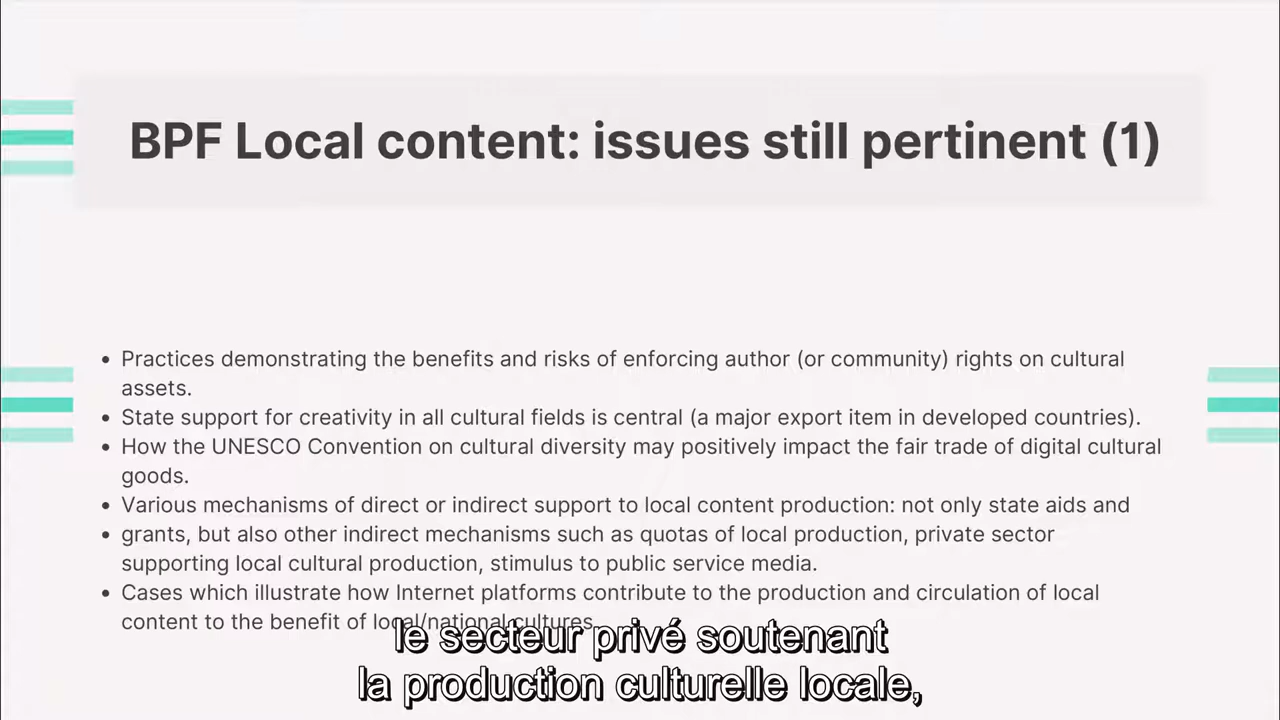 BPF Local content: issues still pertinent (1)
• Practices demonstrating the benefits and risks of enforcing author (or community) rights on cultural
assets.
• State support for creativity in all cultural fields is central (a major export item in developed countries).
• How the UNESCO Convention on cultural diversity may positively impact the fair trade of digital cultural
goods.
• Various mechanisms of direct or indirect support to local content production: not only state aids and
• grants, but also other indirect mechanisms such as quotas of local production, private sector
supporting local cultural production, stimulus to public service media.
• Cases which illustrate how Internet platforms contribute to the production and circulation of local
content to the benefit of local/national cultures.
le secteur privé soutenant
la production culturelle locale,